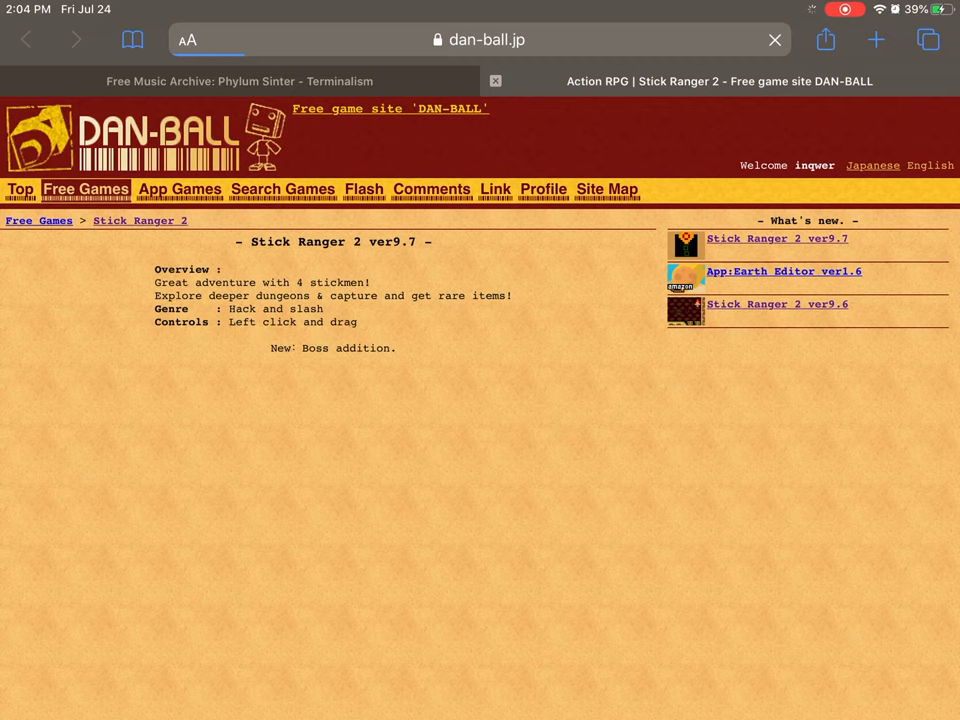 2:04 PM Fri Jul 24 39%
AA dan-ball.jp
Free Music Archive: Phylum Sinter - Terminalism
Action RPG | Stick Ranger 2 - Free game site DAN-BALL
DAN-BALL
Free game site 'DAN-BALL'
Welcome inqwer Japanese English
Top Free Games App Games Search Games Flash Comments Link Profile Site Map
Free Games > Stick Ranger 2
- Stick Ranger 2 ver9.7 -
Overview :
Great adventure with 4 stickmen!
Explore deeper dungeons & capture and get rare items!
Genre : Hack and slash
Controls : Left click and drag
New: Boss addition.
- What's new. -
Stick Ranger 2 ver9.7
App:Earth Editor ver1.6
amazon
Stick Ranger 2 ver9.6